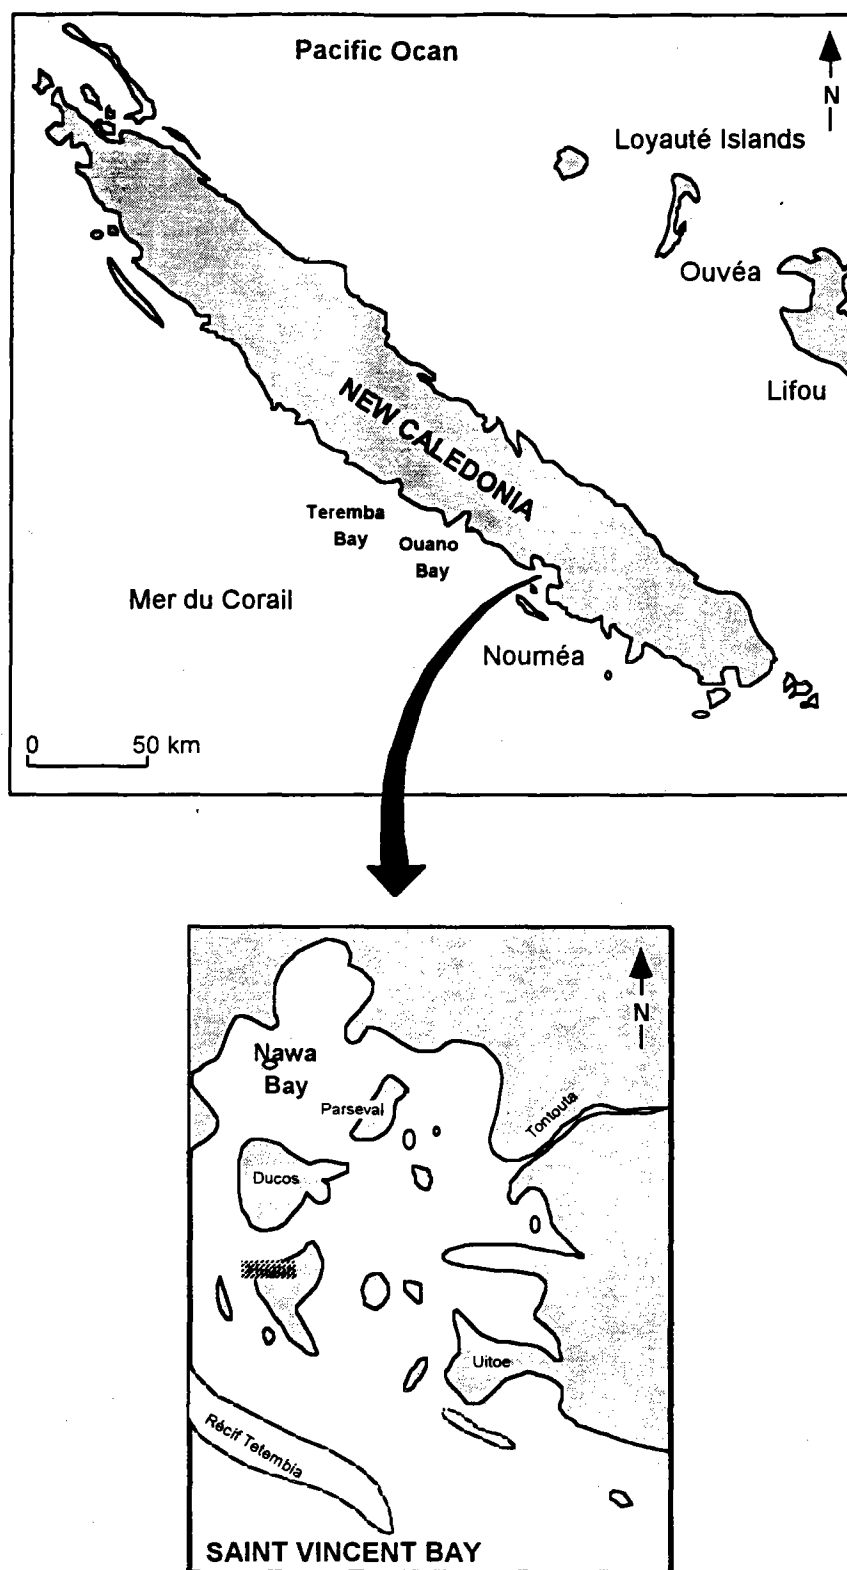 Pacific Ocan
N
Loyauté Islands
Ouvéa
Lifou
NEW CALEDONIA
Teremba
Bay
Ouano
Bay
Mer du Corail
Nouméa
0 50 km
N
Nawa
Bay
Parseval
Tontouta
Ducos
Uitoe
Récif Tetembia
SAINT VINCENT BAY